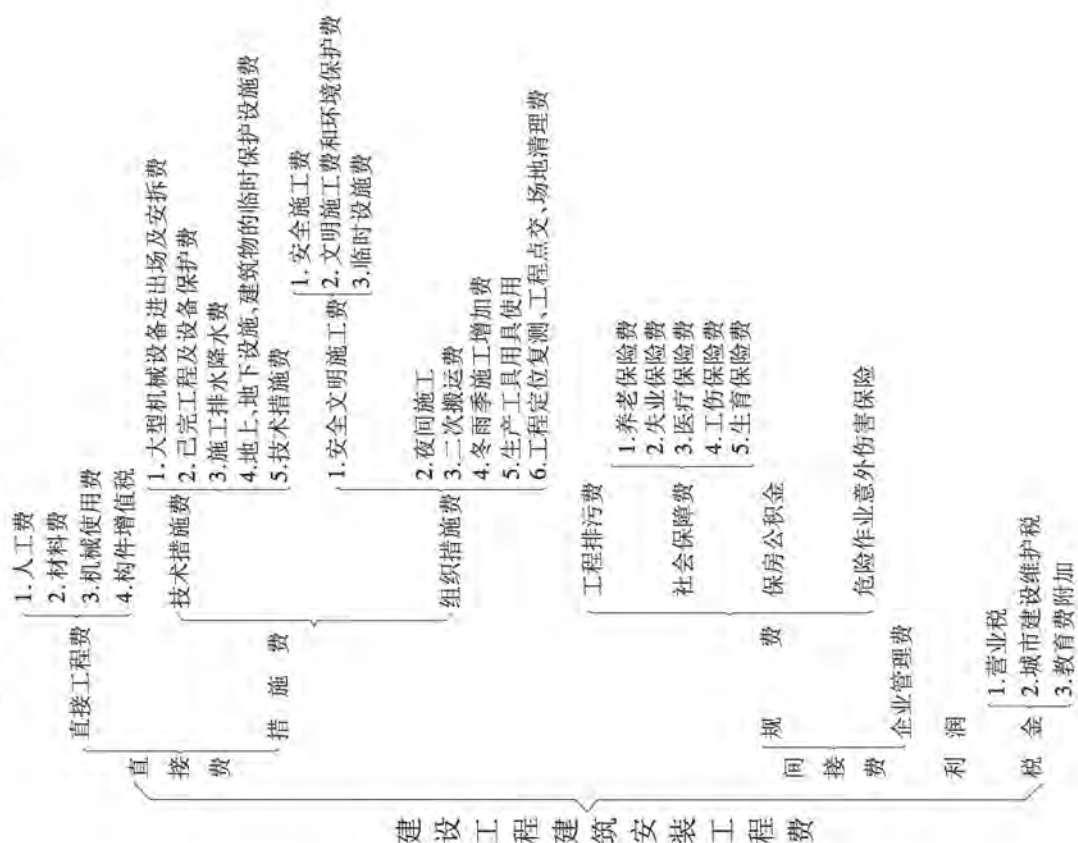 建设工程建筑安装工程费
直接费
直接工程费
1.人工费
2.材料费
3.机械使用费
4.构件增值税
措施费
技术措施费
1.大型机械设备进出场及安拆费
2.已完工程及设备保护费
3.施工排水降水费
4.地上、地下设施、建筑物的临时保护设施费
5.技术措施费
组织措施费
1.安全文明施工费
1.安全施工费
2.文明施工费和环境保护费
3.临时设施费
2.夜间施工
3.二次搬运费
4.冬雨季施工增加费
5.生产工具用具使用
6.工程定位复测、工程点交、场地清理费
间接费
规费
工程排污费
社会保障费
1.养老保险费
2.失业保险费
3.医疗保险费
4.工伤保险费
5.生育保险费
保房公积金
危险作业意外伤害保险
企业管理费
利润
税金
1.营业税
2.城市建设维护税
3.教育费附加